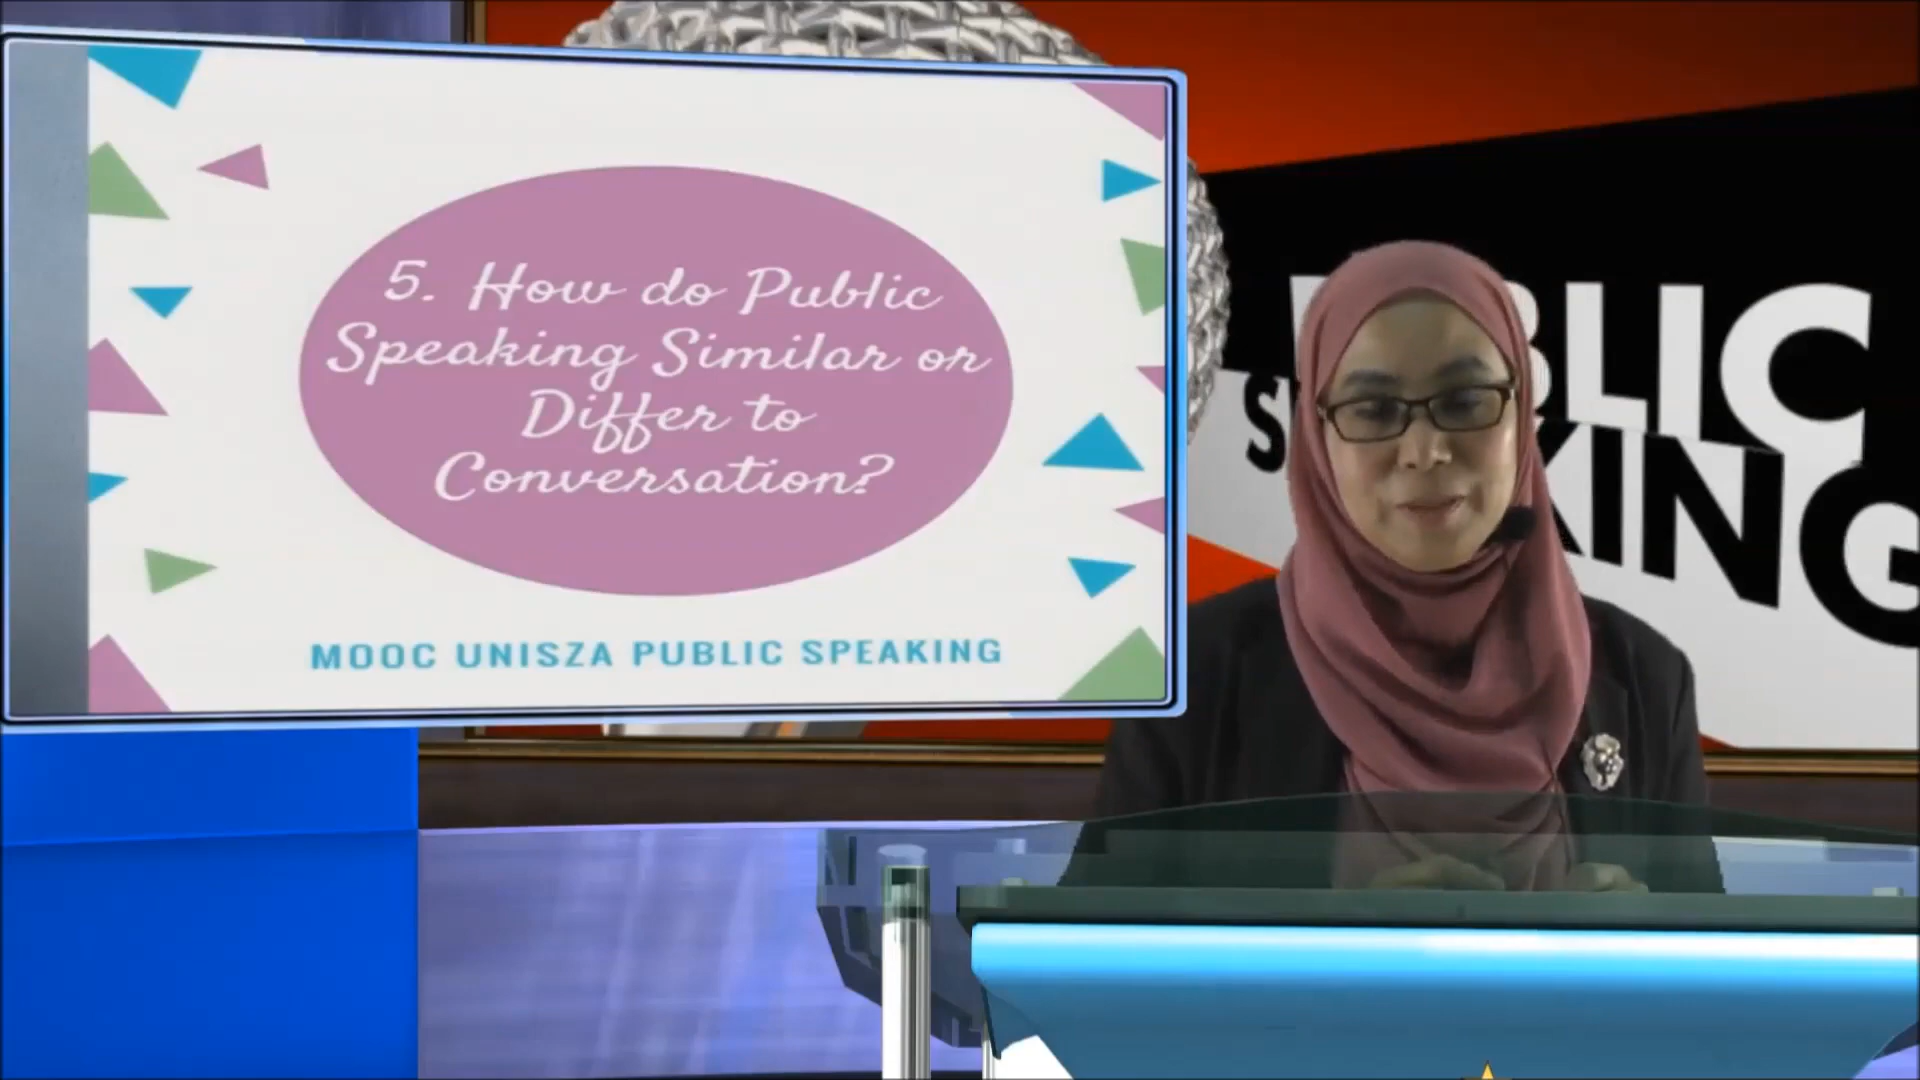 5. How do Public
Speaking Similar or
Differ to
Conversation?
MOOC UNISZA PUBLIC SPEAKING